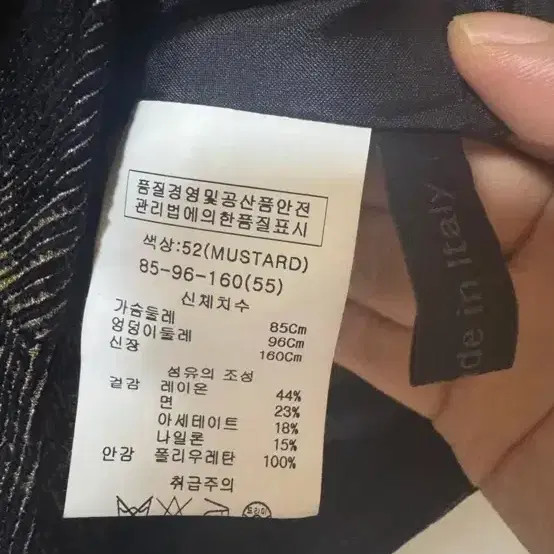 품질경영및공산품안전
관리법에의한품질표시
색상:52(MUSTARD)
85-96-160(55)
신체치수
가슴둘레 85Cm
엉덩이둘레 96Cm
신장 160Cm
섬유의 조성
겉감 레이온 44%
면 23%
아세테이트 18%
나일론 15%
안감 폴리우레탄 100%
취급주의
드라이
de in Italy